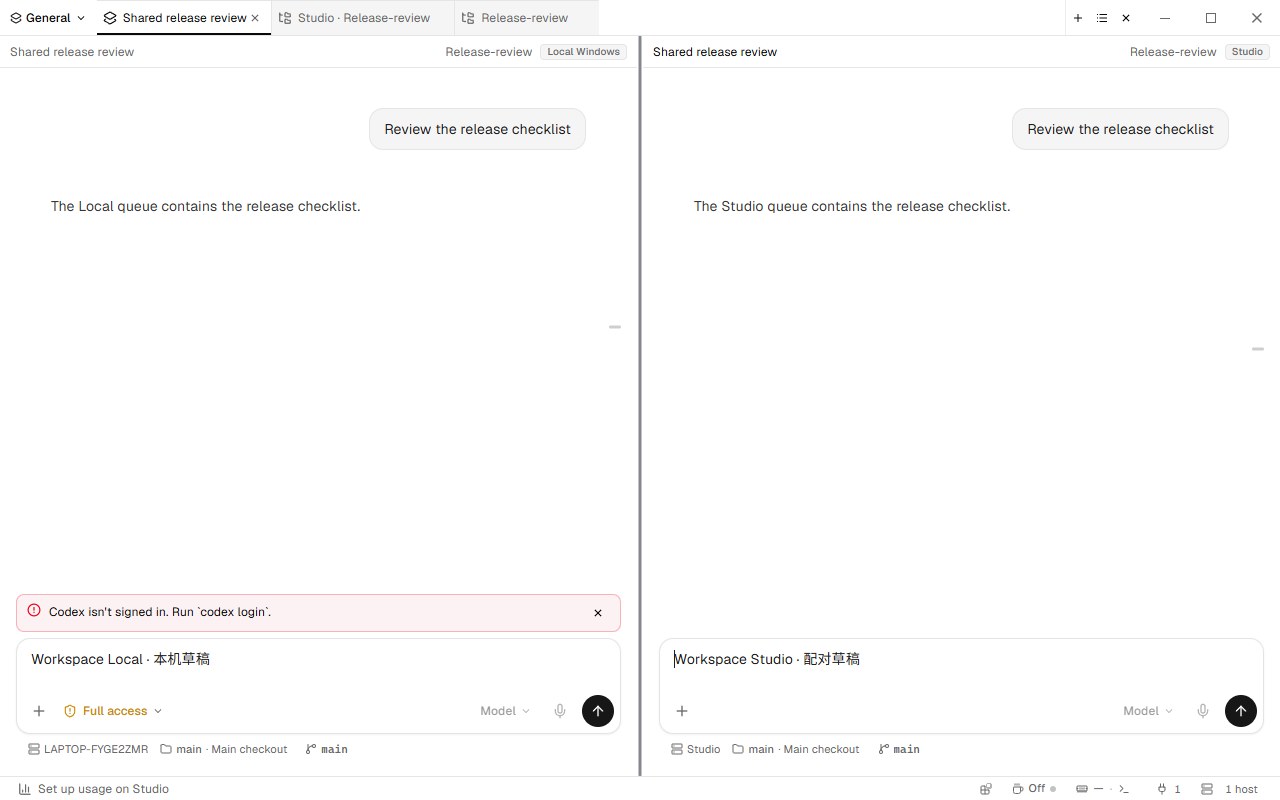 General
Shared release review
Studio · Release-review
Release-review
Shared release review
Release-review
Local Windows
Review the release checklist
The Local queue contains the release checklist.
Codex isn't signed in. Run `codex login`.
Workspace Local · 本机草稿
Full access
Model
LAPTOP-FYGE2ZMR
main · Main checkout
main
Shared release review
Release-review
Studio
Review the release checklist
The Studio queue contains the release checklist.
Workspace Studio · 配对草稿
Model
Studio
main · Main checkout
main
Set up usage on Studio
Off
— ·
1
1 host